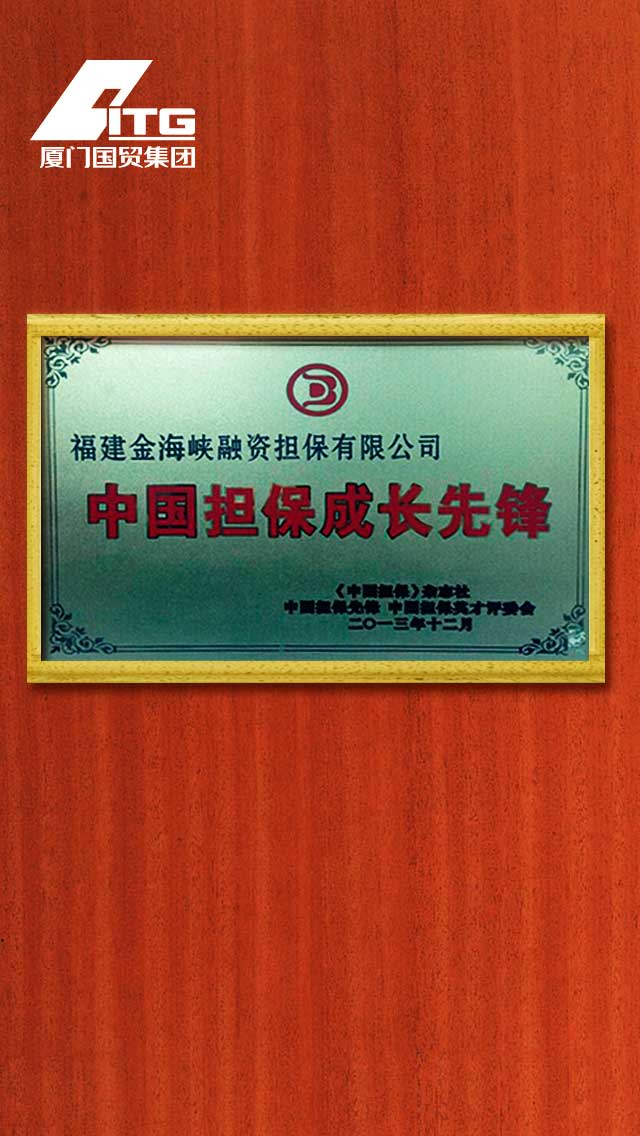 ITG
厦门国贸集团
福建金海峡融资担保有限公司
中国担保成长先锋
《中国担保》杂志社
中国担保先锋 中国担保英才评委会
二〇一三年十二月